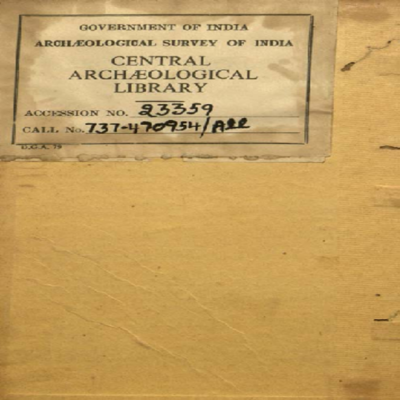 GOVERNMENT OF INDIA
ARCHÆOLOGICAL SURVEY OF INDIA
CENTRAL
ARCHÆOLOGICAL
LIBRARY
ACCESSION NO. 23359
CALL No. 737.470954/All
D.G.A. 79